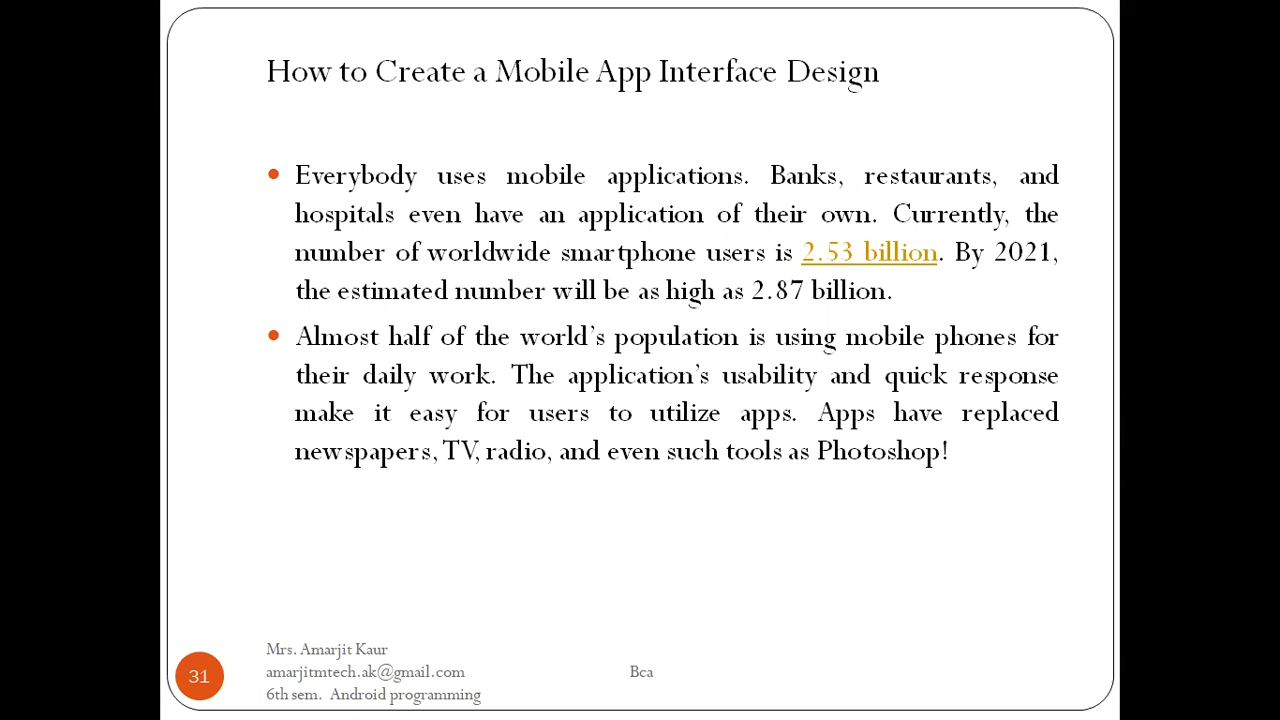 How to Create a Mobile App Interface Design
• Everybody uses mobile applications. Banks, restaurants, and
hospitals even have an application of their own. Currently, the
number of worldwide smartphone users is 2.53 billion. By 2021,
the estimated number will be as high as 2.87 billion.
• Almost half of the world's population is using mobile phones for
their daily work. The application's usability and quick response
make it easy for users to utilize apps. Apps have replaced
newspapers, TV, radio, and even such tools as Photoshop!
31
Mrs. Amarjit Kaur
amarjitmtech.ak@gmail.com
6th sem. Android programming
Bca